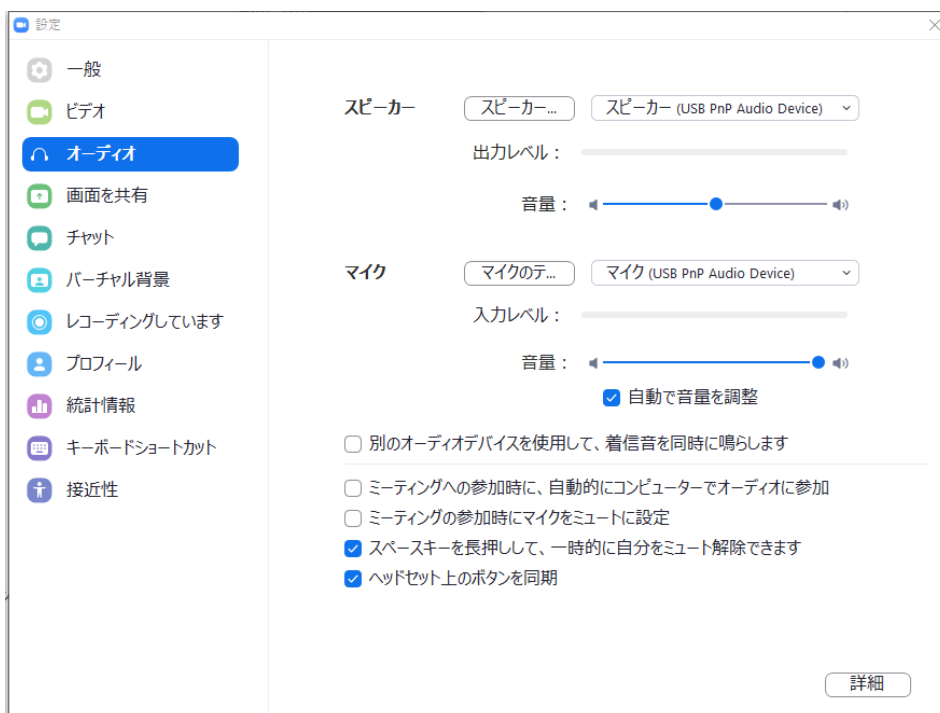 設定
一般
ビデオ
オーディオ
画面を共有
チャット
バーチャル背景
レコーディングしています
プロフィール
統計情報
キーボードショートカット
接近性
スピーカー スピーカー... スピーカー (USB PnP Audio Device)
出力レベル：
音量：
マイク マイクのテ... マイク (USB PnP Audio Device)
入力レベル：
音量：
自動で音量を調整
別のオーディオデバイスを使用して、着信音を同時に鳴らします
ミーティングへの参加時に、自動的にコンピューターでオーディオに参加
ミーティングの参加時にマイクをミュートに設定
スペースキーを長押しして、一時的に自分をミュート解除できます
ヘッドセット上のボタンを同期
詳細